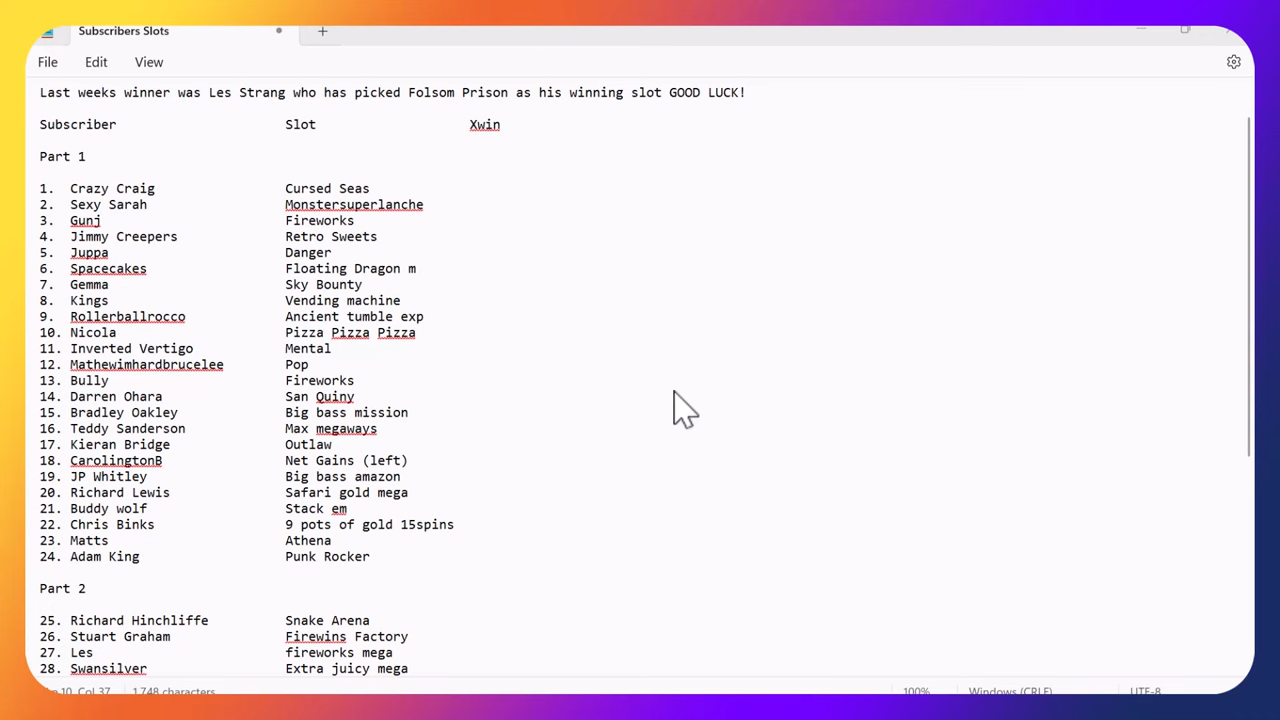 Subscribers Slots
File Edit View
Last weeks winner was Les Strang who has picked Folsom Prison as his winning slot GOOD LUCK!
Subscriber Slot Xwin
Part 1
1. Crazy Craig Cursed Seas
2. Sexy Sarah Monstersuperlanche
3. Gunj Fireworks
4. Jimmy Creepers Retro Sweets
5. Juppa Danger
6. Spacecakes Floating Dragon m
7. Gemma Sky Bounty
8. Kings Vending machine
9. Rollerballrocco Ancient tumble exp
10. Nicola Pizza Pizza Pizza
11. Inverted Vertigo Mental
12. Mathewimhardbrucelee Pop
13. Bully Fireworks
14. Darren Ohara San Quiny
15. Bradley Oakley Big bass mission
16. Teddy Sanderson Max megaways
17. Kieran Bridge Outlaw
18. CarolingtonB Net Gains (left)
19. JP Whitley Big bass amazon
20. Richard Lewis Safari gold mega
21. Buddy wolf Stack em
22. Chris Binks 9 pots of gold 15spins
23. Matts Athena
24. Adam King Punk Rocker
Part 2
25. Richard Hinchliffe Snake Arena
26. Stuart Graham Firewins Factory
27. Les fireworks mega
28. Swansilver Extra juicy mega
10, Col 37 1,748 characters 100% Windows (CRLF) UTF-8